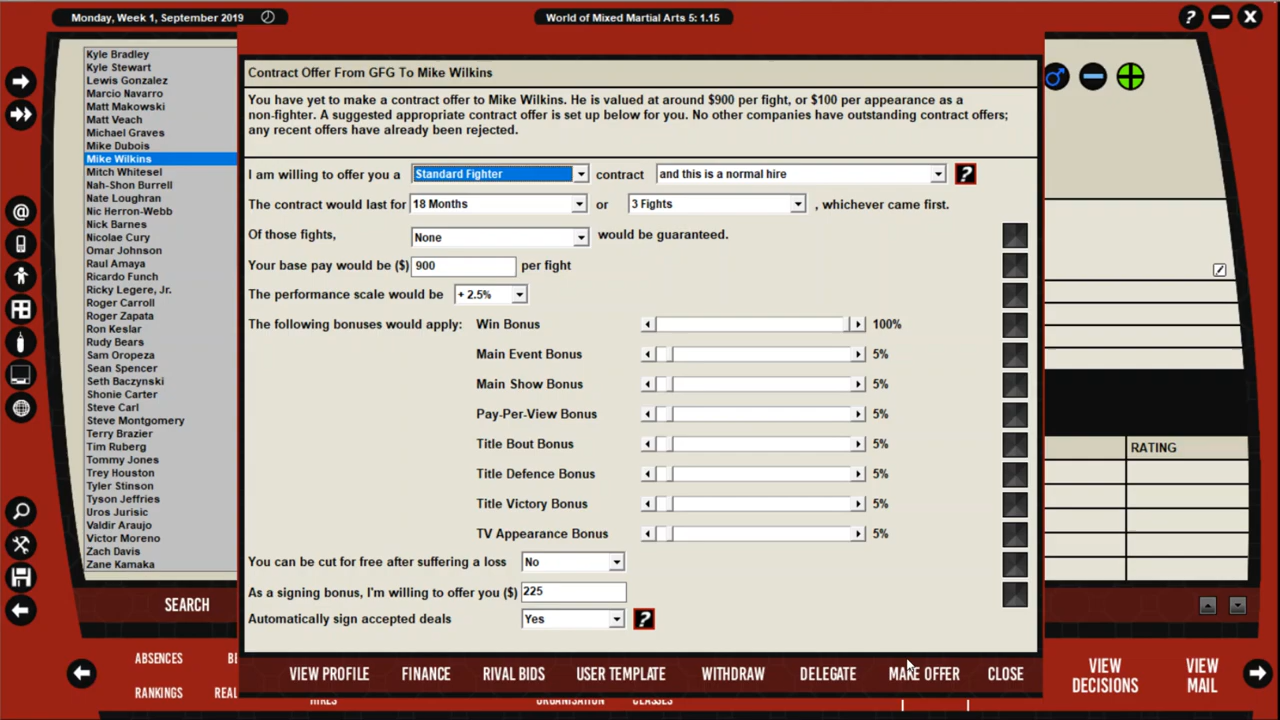 Monday, Week 1, September 2019
World of Mixed Martial Arts 5: 1.15
?
X
Kyle Bradley
Kyle Stewart
Lewis Gonzalez
Marcio Navarro
Matt Makowski
Matt Veach
Michael Graves
Mike Dubois
Mike Wilkins
Mitch Whitesel
Nah-Shon Burrell
Nate Loughran
Nic Herron-Webb
Nick Barnes
Nicolae Cury
Omar Johnson
Raul Amaya
Ricardo Funch
Ricky Legere, Jr.
Roger Carroll
Roger Zapata
Ron Keslar
Rudy Bears
Sam Oropeza
Sean Spencer
Seth Baczynski
Shonie Carter
Steve Carl
Steve Montgomery
Terry Brazier
Tim Ruberg
Tommy Jones
Trey Houston
Tyler Stinson
Tyson Jeffries
Uros Jurisic
Valdir Araujo
Victor Moreno
Zach Davis
Zane Kamaka
SEARCH
Contract Offer From GFG To Mike Wilkins
You have yet to make a contract offer to Mike Wilkins. He is valued at around $900 per fight, or $100 per appearance as a
non-fighter. A suggested appropriate contract offer is set up below for you. No other companies have outstanding contract offers;
any recent offers have already been rejected.
I am willing to offer you a Standard Fighter contract and this is a normal hire ?
The contract would last for 18 Months or 3 Fights , whichever came first.
Of those fights, None would be guaranteed.
Your base pay would be ($) 900 per fight
The performance scale would be + 2.5%
The following bonuses would apply: Win Bonus 100%
Main Event Bonus 5%
Main Show Bonus 5%
Pay-Per-View Bonus 5%
Title Bout Bonus 5%
Title Defence Bonus 5%
Title Victory Bonus 5%
TV Appearance Bonus 5%
You can be cut for free after suffering a loss No
As a signing bonus, I'm willing to offer you ($) 225
Automatically sign accepted deals Yes ?
VIEW PROFILE FINANCE RIVAL BIDS USER TEMPLATE WITHDRAW DELEGATE MAKE OFFER CLOSE
RATING
@
ABSENCES
RANKINGS
HIRES ORGANISATION CLASSES
VIEW DECISIONS
VIEW MAIL